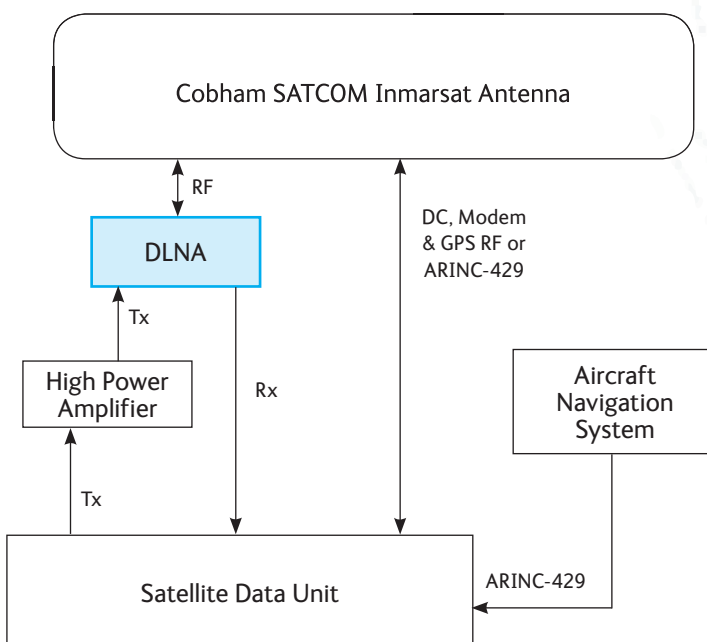 Cobham SATCOM Inmarsat Antenna
RF
DC, Modem
& GPS RF or
ARINC-429
DLNA
Tx
High Power
Amplifier
Rx
Aircraft
Navigation
System
Tx
ARINC-429
Satellite Data Unit